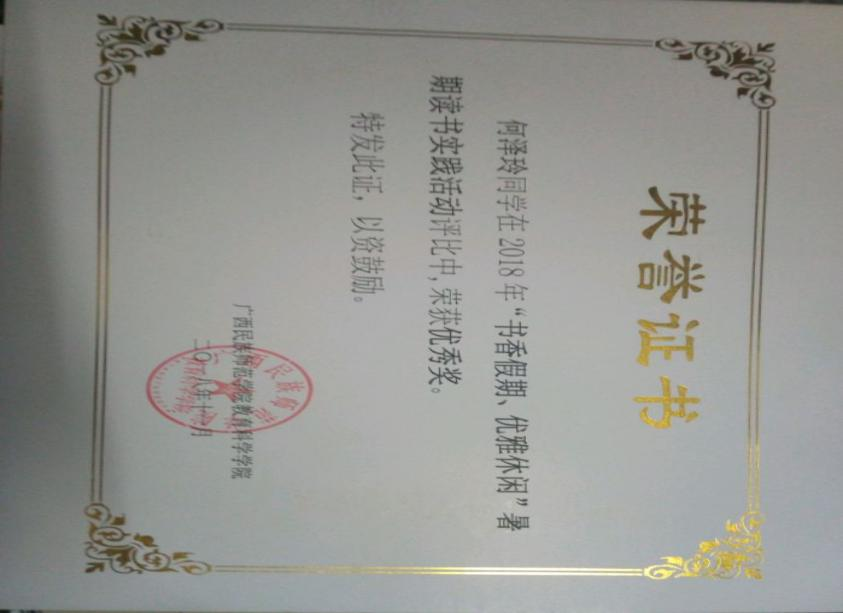 荣誉证书
何泽玲同学在2018年“书香假期、优雅休闲”暑
期读书实践活动评比中，荣获优秀奖。
特发此证，以资鼓励。
广西民族师范学院教育科学学院